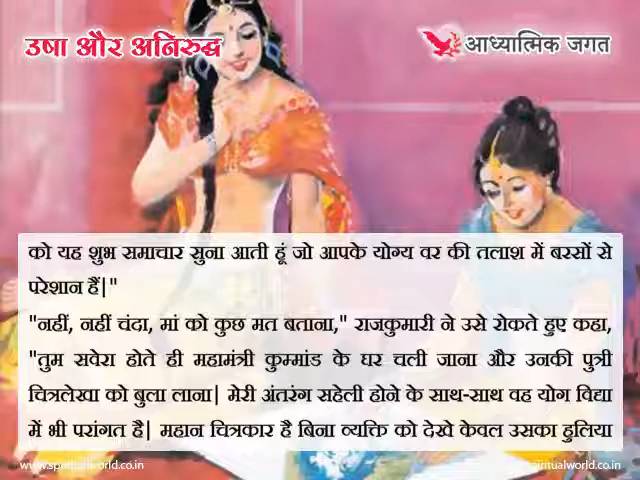 उषा और अनिरुद्ध
आध्यात्मिक जगत
को यह शुभ समाचार सुना आती हूं जो आपके योग्य वर की तलाश में बरसों से
परेशान हैं|"
"नहीं, नहीं चंदा, मां को कुछ मत बताना," राजकुमारी ने उसे रोकते हुए कहा,
"तुम सवेरा होते ही महामंत्री कुम्मांड के घर चली जाना और उनकी पुत्री
चित्रलेखा को बुला लाना| मेरी अंतरंग सहेली होने के साथ-साथ वह योग विद्या
में भी परांगत है| महान चित्रकार है बिना व्यक्ति को देखे केवल उसका हुलिया
www.spiritualworld.co.in
spiritualworld.co.in